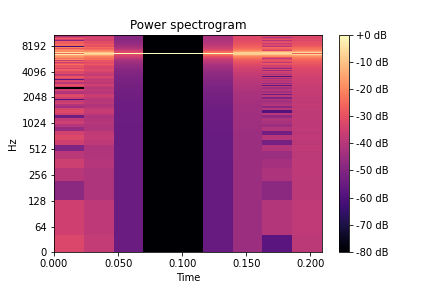 Power spectrogram
Hz
8192
4096
2048
1024
512
256
128
64
0
0.000 0.050 0.100 0.150 0.200
Time
+0 dB
-10 dB
-20 dB
-30 dB
-40 dB
-50 dB
-60 dB
-70 dB
-80 dB